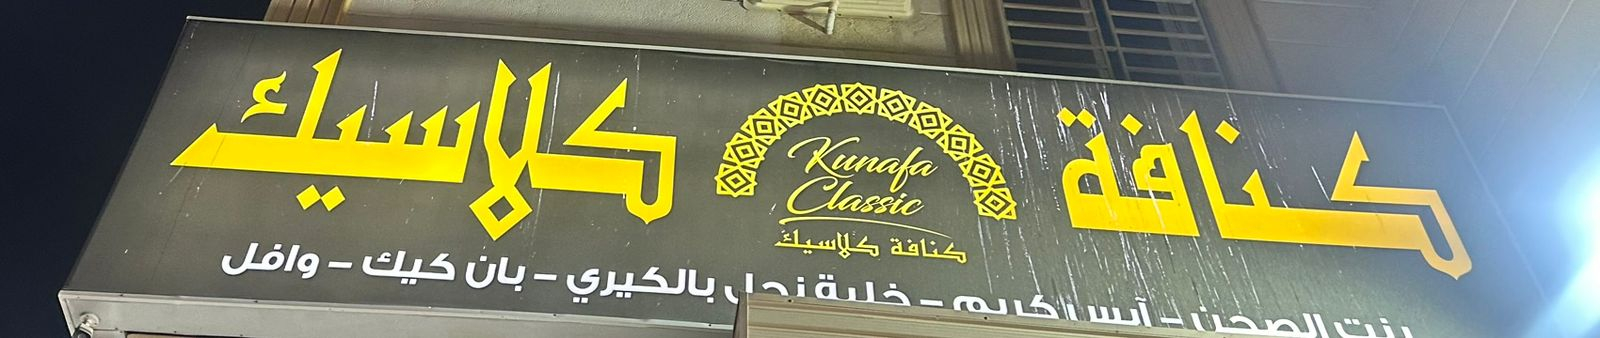 كنافة كلاسيك
Kunafa
Classic
كنافة كلاسيك
بنت الصحن - آيس كريم - خلية نحل بالكيري - بان كيك - وافل